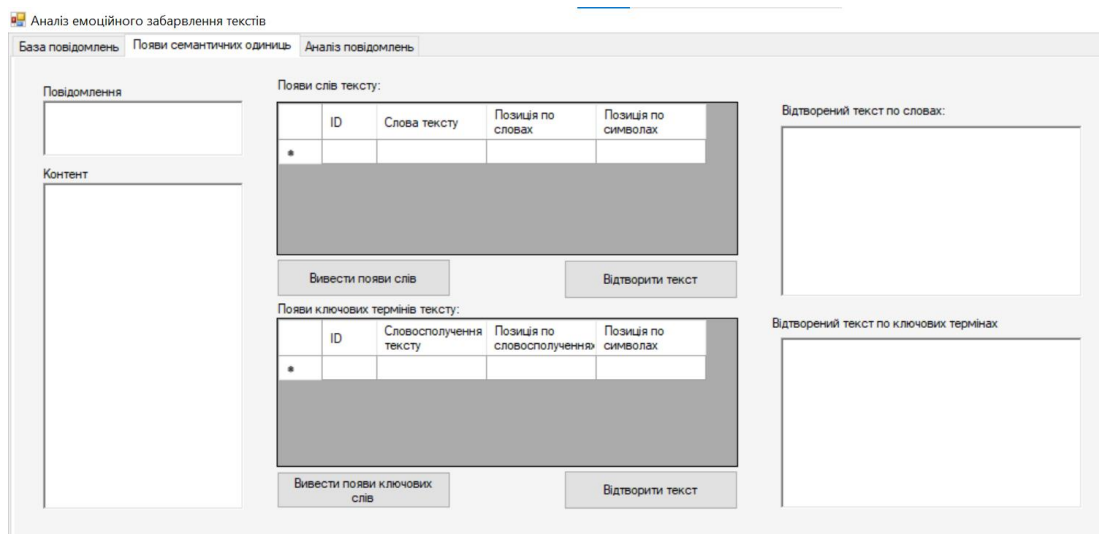 Аналіз емоційного забарвлення текстів
База повідомлень Появи семантичних одиниць Аналіз повідомлень
Повідомлення
Контент
Появи слів тексту:
ID Слова тексту Позиція по словах Позиція по символах
*
Вивести появи слів Відтворити текст
Появи ключових термінів тексту:
ID Словосполучення тексту Позиція по словосполученнях Позиція по символах
*
Вивести появи ключових
слів
Відтворити текст
Відтворений текст по словах:
Відтворений текст по ключових термінах